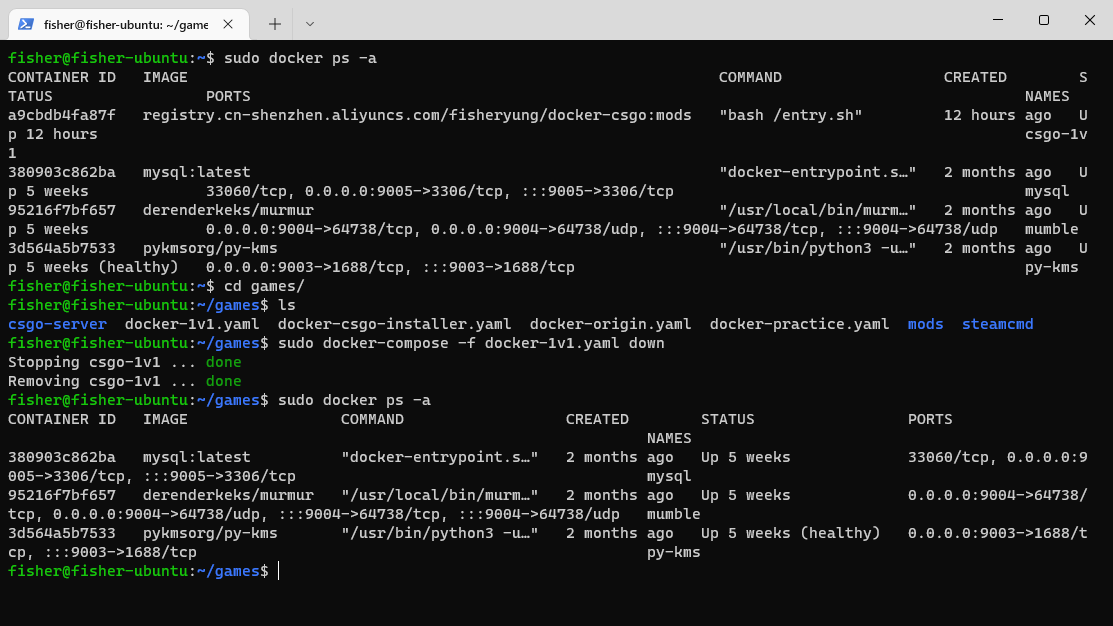 fisher@fisher-ubuntu: ~/game
fisher@fisher-ubuntu:~$ sudo docker ps -a
CONTAINER ID   IMAGE                                                           COMMAND                  CREATED        S
TATUS                 PORTS                                                                                      NAMES
a9cbdb4fa87f   registry.cn-shenzhen.aliyuncs.com/fisheryung/docker-csgo:mods   "bash /entry.sh"         12 hours ago   U
p 12 hours                                                                                                       csgo-1v
1
380903c862ba   mysql:latest                                                    "docker-entrypoint.s…"   2 months ago   U
p 5 weeks             33060/tcp, 0.0.0.0:9005->3306/tcp, :::9005->3306/tcp                                       mysql
95216f7bf657   derenderkeks/murmur                                             "/usr/local/bin/murm…"   2 months ago   U
p 5 weeks             0.0.0.0:9004->64738/tcp, 0.0.0.0:9004->64738/udp, :::9004->64738/tcp, :::9004->64738/udp   mumble
3d564a5b7533   pykmsorg/py-kms                                                 "/usr/bin/python3 -u…"   2 months ago   U
p 5 weeks (healthy)   0.0.0.0:9003->1688/tcp, :::9003->1688/tcp                                                  py-kms
fisher@fisher-ubuntu:~$ cd games/
fisher@fisher-ubuntu:~/games$ ls
csgo-server  docker-1v1.yaml  docker-csgo-installer.yaml  docker-origin.yaml  docker-practice.yaml  mods  steamcmd
fisher@fisher-ubuntu:~/games$ sudo docker-compose -f docker-1v1.yaml down
Stopping csgo-1v1 ... done
Removing csgo-1v1 ... done
fisher@fisher-ubuntu:~/games$ sudo docker ps -a
CONTAINER ID   IMAGE                 COMMAND                  CREATED        STATUS                 PORTS
                                                                       NAMES
380903c862ba   mysql:latest          "docker-entrypoint.s…"   2 months ago   Up 5 weeks             33060/tcp, 0.0.0.0:9
005->3306/tcp, :::9005->3306/tcp                                       mysql
95216f7bf657   derenderkeks/murmur   "/usr/local/bin/murm…"   2 months ago   Up 5 weeks             0.0.0.0:9004->64738/
tcp, 0.0.0.0:9004->64738/udp, :::9004->64738/tcp, :::9004->64738/udp   mumble
3d564a5b7533   pykmsorg/py-kms       "/usr/bin/python3 -u…"   2 months ago   Up 5 weeks (healthy)   0.0.0.0:9003->1688/t
cp, :::9003->1688/tcp                                                  py-kms
fisher@fisher-ubuntu:~/games$